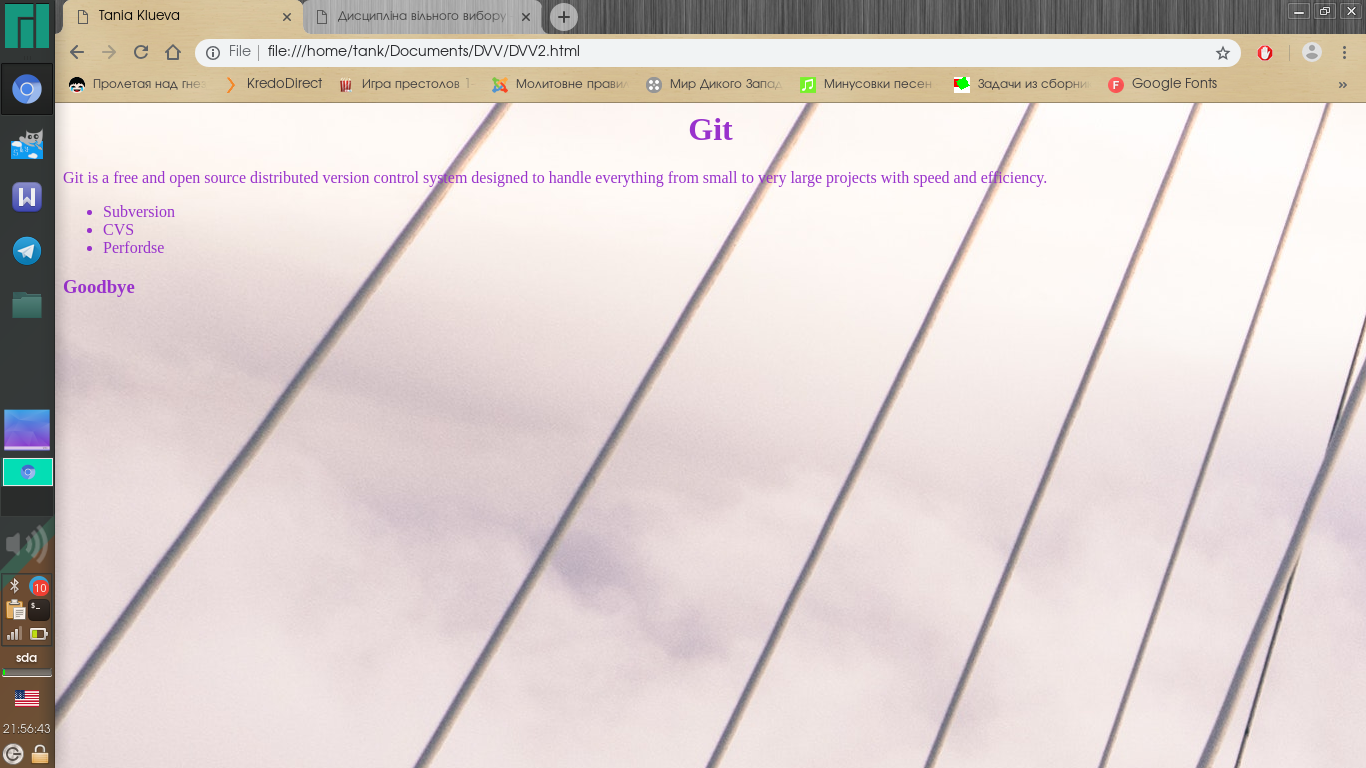 Tania Klueva
Дисципліна вільного вибору
File
file:///home/tank/Documents/DVV/DVV2.html
Пролетая над гнез
KredoDirect
Игра престолов 1
Молитовне правил
Мир Дикого Запад
Минусовки песен
Задачи из сборни
Google Fonts
»
Git
Git is a free and open source distributed version control system designed to handle everything from small to very large projects with speed and efficiency.
Subversion
CVS
Perfordse
Goodbye
10
sda
21:56:43